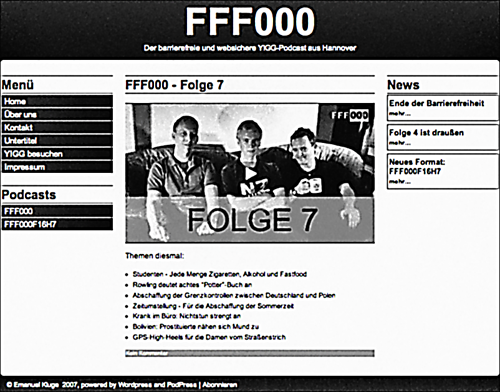 FFF000
Der barrierefreie und websichere YIGG-Podcast aus Hannover
Menü
Home
Über uns
Kontakt
Untertitel
YIGG besuchen
Impressum
Podcasts
FFF000
FFF000F16H7
FFF000 - Folge 7
FFF000
NZ
FOLGE 7
Themen diesmal:
Studenten - Jede Menge Zigaretten, Alkohol und Fastfood
Rowling deutet achtes "Potter"-Buch an
Abschaffung der Grenzkontrollen zwischen Deutschland und Polen
Zeitumstellung - Für die Abschaffung der Sommerzeit
Krank im Büro: Nichtstun strengt an
Bolivien: Prostituierte nähen sich Mund zu
GPS-High-Heels für die Damen vom Straßenstrich
Kein Kommentar
News
Ende der Barrierefreiheit
mehr...
Folge 4 ist draußen
mehr...
Neues Format:
FFF000F16H7
mehr...
© Emanuel Kluge 2007, powered by Wordpress and PodPress | Abonnieren